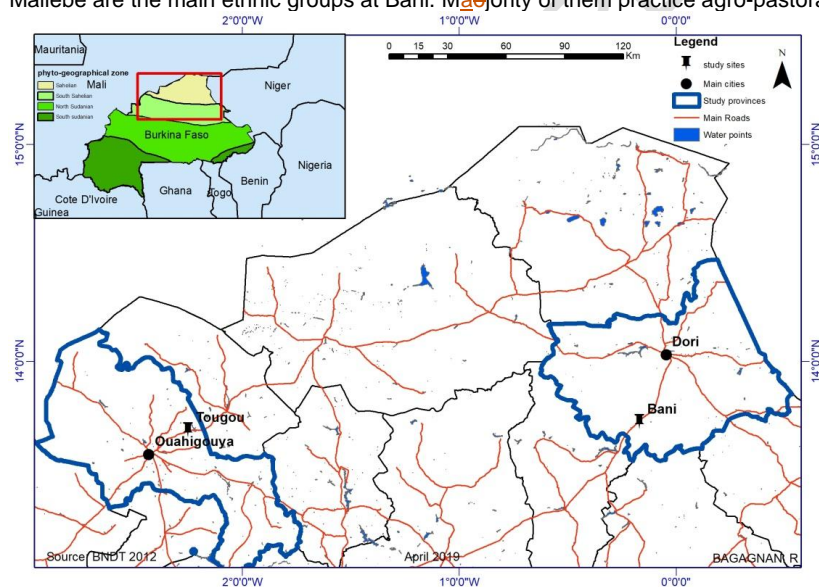 Mallebe are the main ethnic groups at Bani. Maeojority of them practice agro-pastora
2°0'0"W 1°0'0"W 0°0'0"
Mauritania
phyto-geographical zone
Sahelian
South Sahelian
North Sudanian
South sudanian
Mali
Niger
Burkina Faso
Nigeria
Benin
Togo
Ghana
Cote D'Ivoire
Guinea
0 15 30 60 90 120
Km
Legend
study sites
Main cities
Study provinces
Main Roads
Water points
N
15°0'0"N
15°0'0"N
14°0'0"N
14°0'0"N
Dori
Bani
Tougou
Ouahigouya
Source: BNDT 2012
April 2019
BAGAGNAN R
2°0'0"W 1°0'0"W 0°0'0"